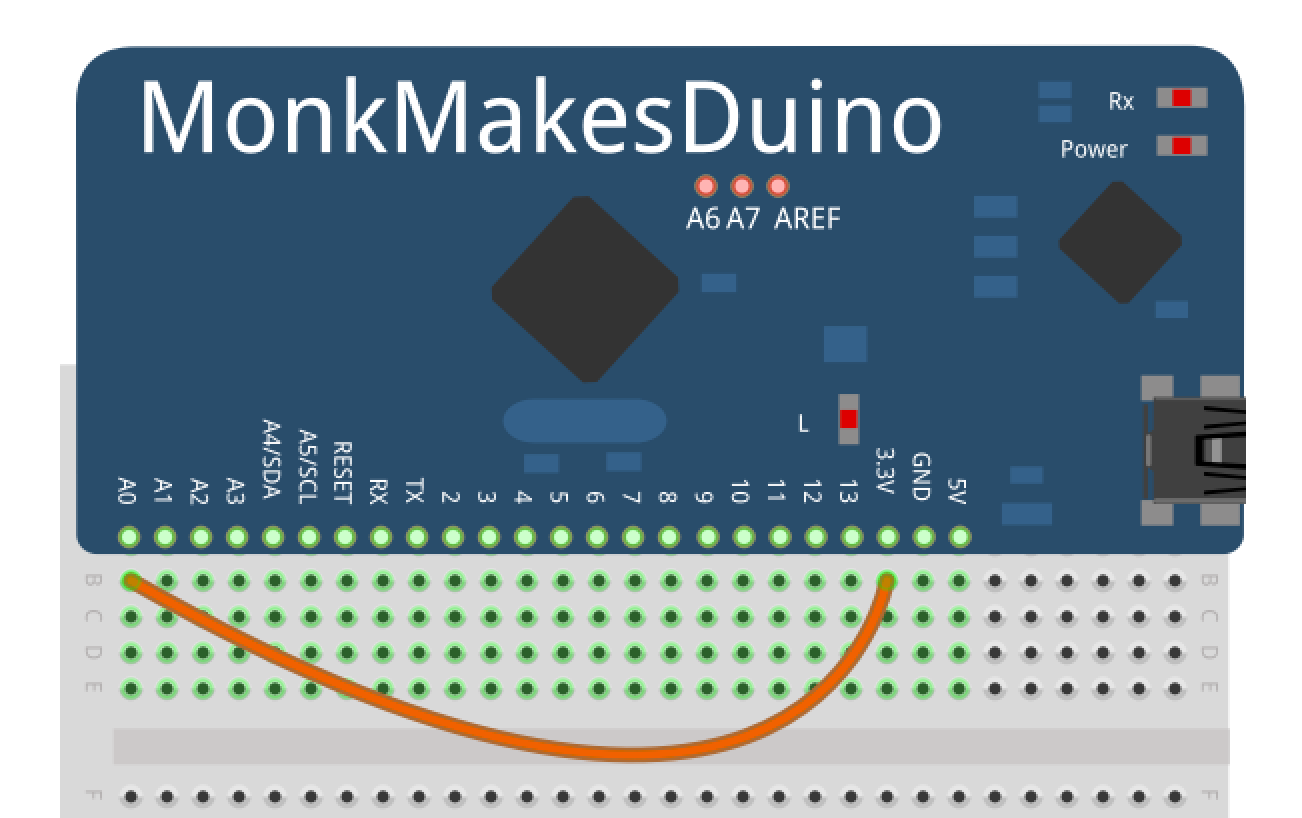 MonkMakesDuino
Rx
Power
A6 A7 AREF
L
A0 A1 A2 A3 A4/SDA A5/SCL RESET RX TX 2 3 4 5 6 7 8 9 10 11 12 13 3.3V GND 5V
B B
C C
D D
E E
F F